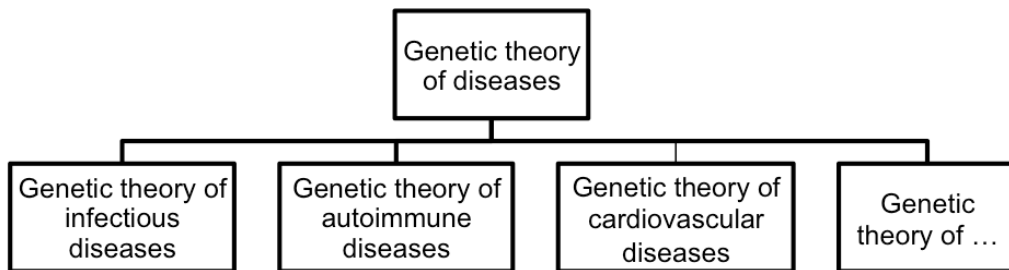 Genetic theory
of diseases
Genetic theory of
infectious
diseases
Genetic theory of
autoimmune
diseases
Genetic theory of
cardiovascular
diseases
Genetic
theory of …